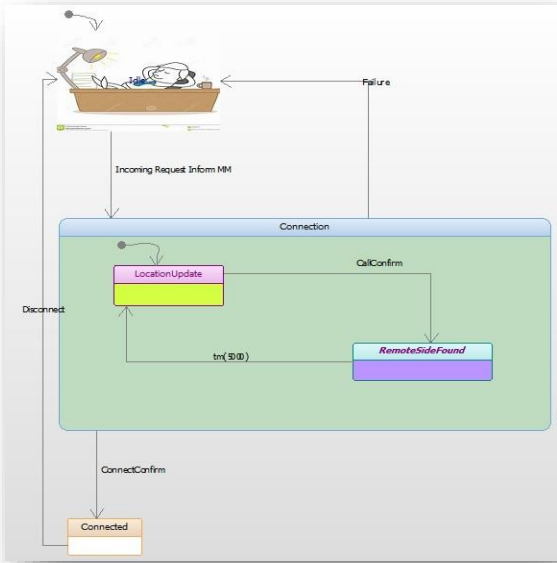 Idle
Failure
Incoming Request Inform MM
Connection
LocationUpdate
CallConfirm
Disconnect
RemoteSideFound
tm(5000)
ConnectConfirm
Connected